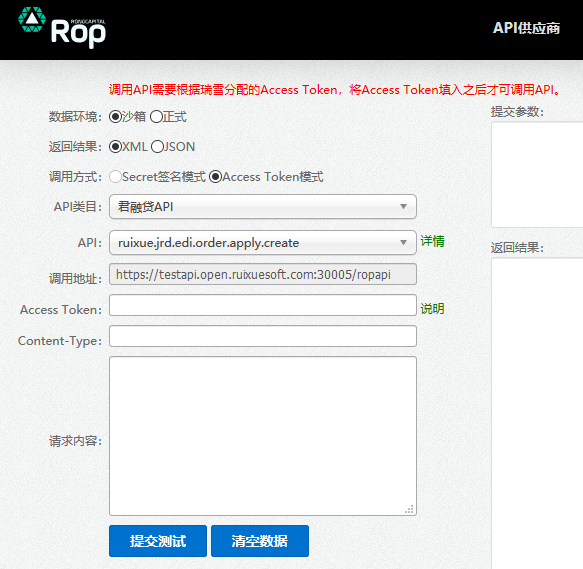 RONGCAPITAL
Rop
API供应商
调用API需要根据瑞雪分配的Access Token，将Access Token填入之后才可调用API。
数据环境： 沙箱 正式
返回结果： XML JSON
调用方式： Secret签名模式 Access Token模式
API类目： 君融贷API
API： ruixue.jrd.edi.order.apply.create 详情
调用地址： https://testapi.open.ruixuesoft.com:30005/ropapi
Access Token： 说明
Content-Type：
请求内容：
提交测试 清空数据
提交参数：
返回结果：